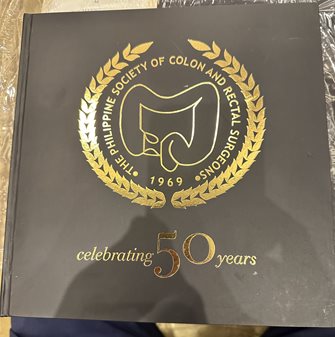 •THE PHILIPPINE SOCIETY OF COLON AND RECTAL SURGEONS•
1969
celebrating 50 years